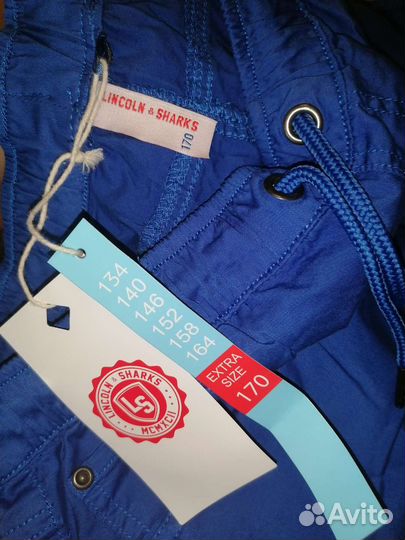 LINCOLN & SHARKS
170
134
140
146
152
158
164
EXTRA
SIZE
170
LINCOLN & SHARKS
LS
MCMXCII
Avito